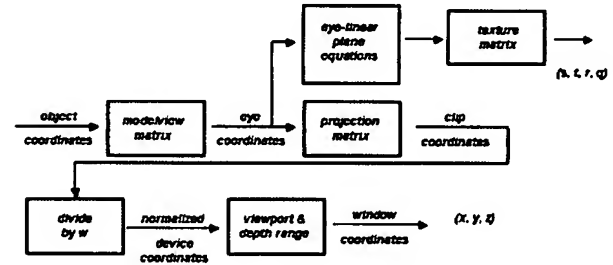 eye-linear
plane
equations
texture
matrix
(s, t, r, q)
object
coordinates
modelview
matrix
eye
coordinates
projection
matrix
clip
coordinates
divide
by w
normalized
device
coordinates
viewport &
depth range
window
coordinates
(x, y, z)